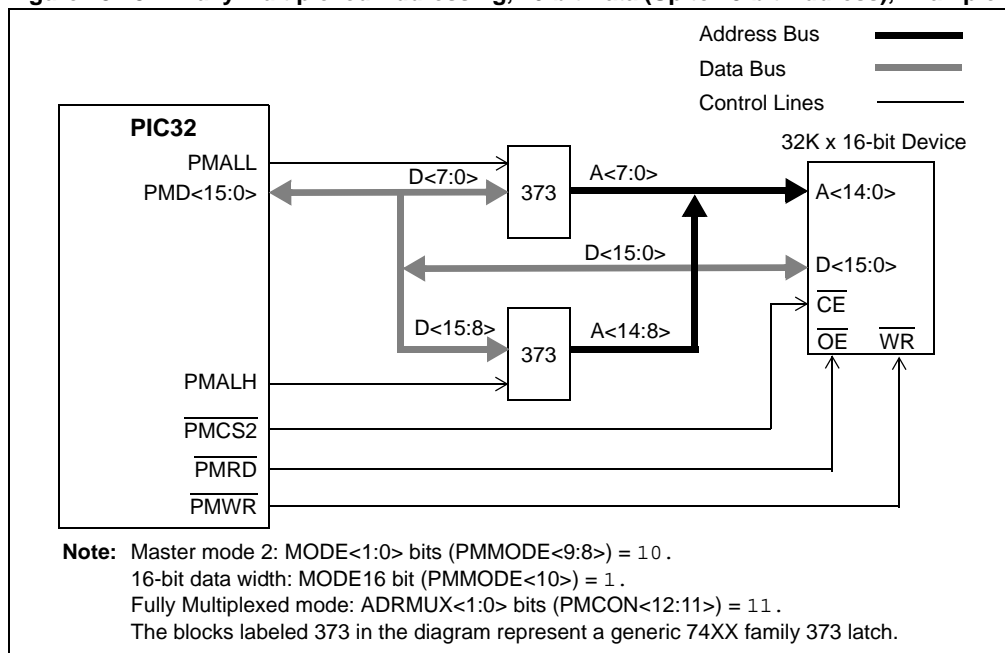 Address Bus
Data Bus
Control Lines
PIC32
32K x 16-bit Device
PMALL
PMD<15:0>
D<7:0>
373
A<7:0>
A<14:0>
D<15:0>
D<15:0>
CE
D<15:8>
373
A<14:8>
OE WR
PMALH
PMCS2
PMRD
PMWR
Note: Master mode 2: MODE<1:0> bits (PMMODE<9:8>) = 10.
16-bit data width: MODE16 bit (PMMODE<10>) = 1.
Fully Multiplexed mode: ADRMUX<1:0> bits (PMCON<12:11>) = 11.
The blocks labeled 373 in the diagram represent a generic 74XX family 373 latch.